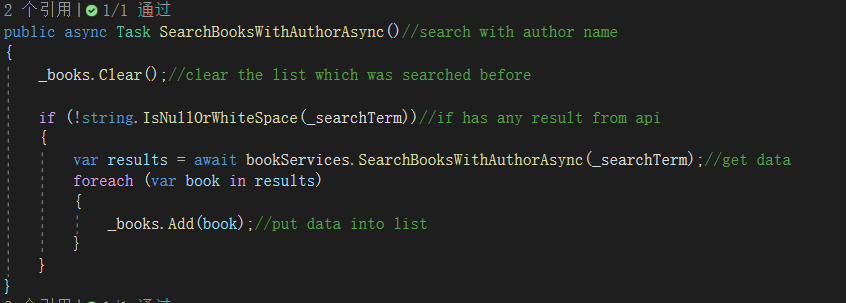 2 个引用|1/1 通过
public async Task SearchBooksWithAuthorAsync()//search with author name
{
_books.Clear();//clear the list which was searched before
if (!string.IsNullOrWhiteSpace(_searchTerm))//if has any result from api
{
var results = await bookServices.SearchBooksWithAuthorAsync(_searchTerm);//get data
foreach (var book in results)
{
_books.Add(book);//put data into list
}
}
}